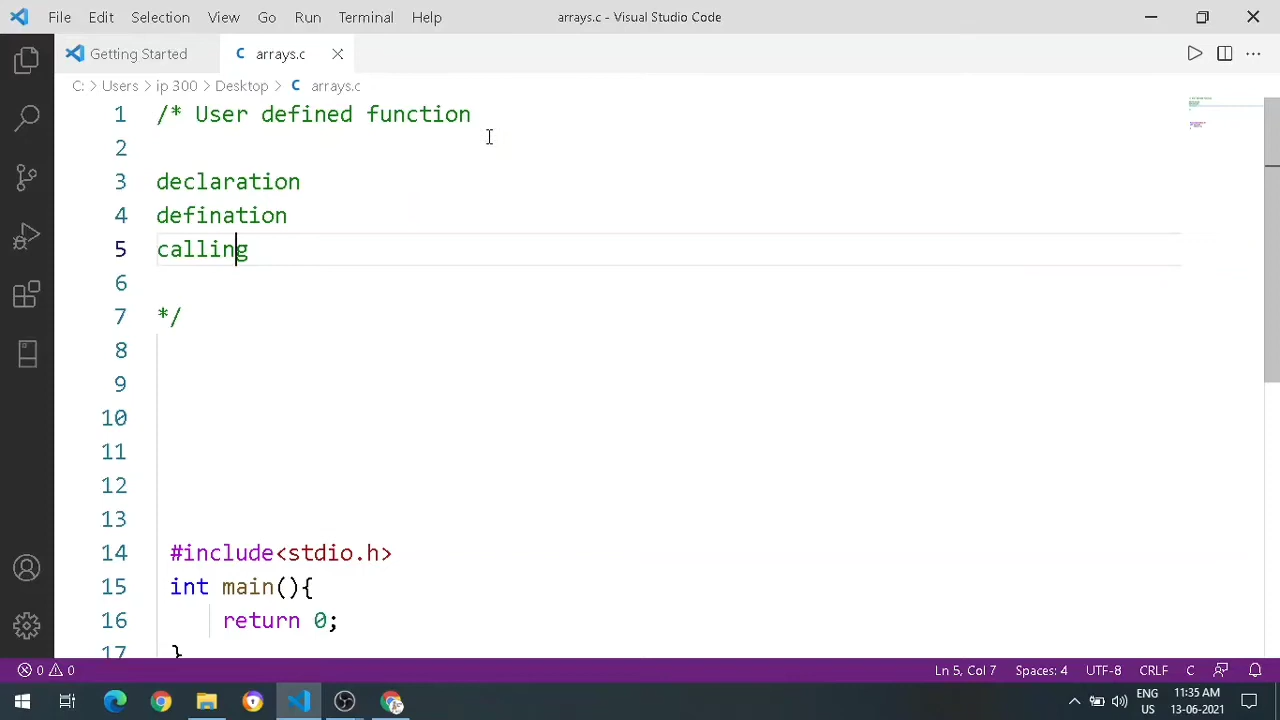 File Edit Selection View Go Run Terminal Help arrays.c - Visual Studio Code
Getting Started C arrays.c
C: > Users > ip 300 > Desktop > C arrays.c
1 /* User defined function
2
3 declaration
4 defination
5 calling
6
7 */
8
9
10
11
12
13
14 #include<stdio.h>
15 int main(){
16 return 0;
17 }
0 0 Ln 5, Col 7 Spaces: 4 UTF-8 CRLF C
ENG 11:35 AM
US 13-06-2021